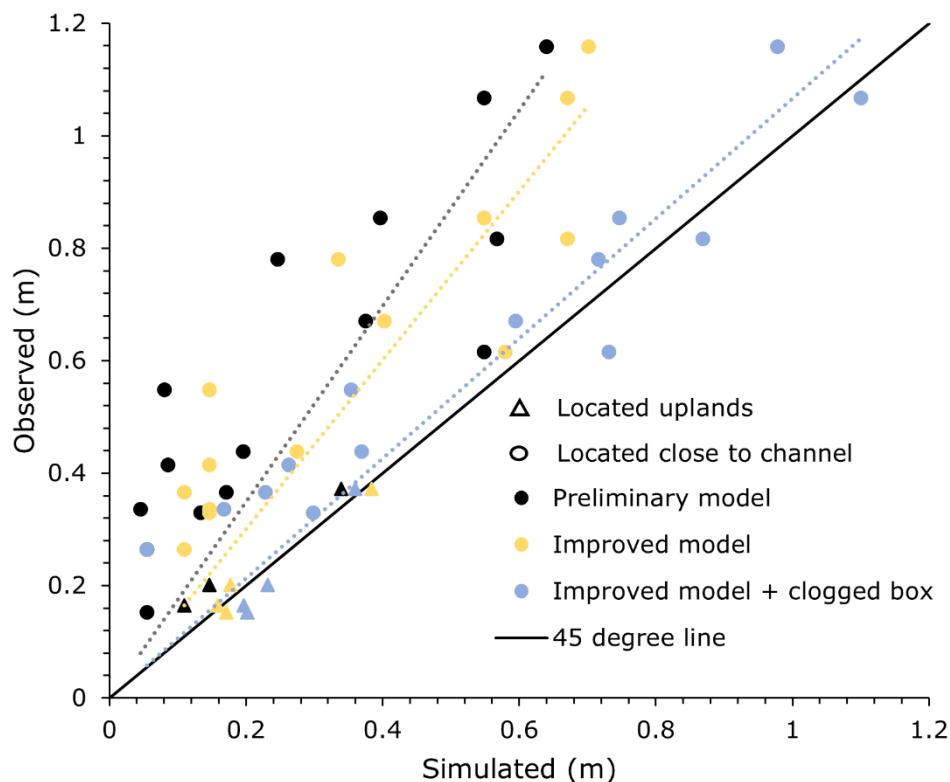 1.2
1
0.8
0.6
0.4
0.2
0
Observed (m)
Located uplands
Located close to channel
Preliminary model
Improved model
Improved model + clogged box
45 degree line
0
0.2
0.4
0.6
0.8
1
1.2
Simulated (m)